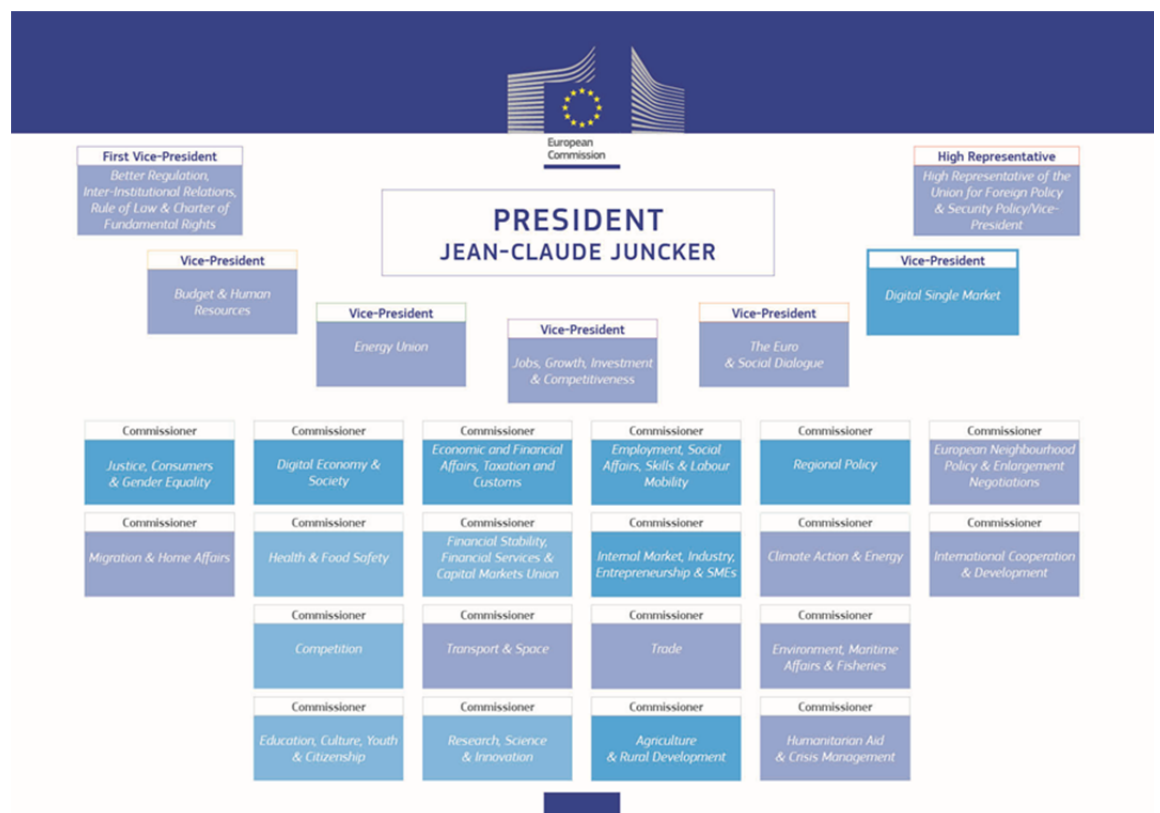 European
Commission
First Vice-President
Better Regulation,
Inter-Institutional Relations,
Rule of Law & Charter of
Fundamental Rights
High Representative
High Representative of the
Union for Foreign Policy
& Security Policy/Vice-
President
PRESIDENT
JEAN-CLAUDE JUNCKER
Vice-President
Budget & Human
Resources
Vice-President
Digital Single Market
Vice-President
Energy Union
Vice-President
Jobs, Growth, Investment
& Competitiveness
Vice-President
The Euro
& Social Dialogue
Commissioner
Justice, Consumers
& Gender Equality
Commissioner
Digital Economy &
Society
Commissioner
Economic and Financial
Affairs, Taxation and
Customs
Commissioner
Employment, Social
Affairs, Skills & Labour
Mobility
Commissioner
Regional Policy
Commissioner
European Neighbourhood
Policy & Enlargement
Negotiations
Commissioner
Migration & Home Affairs
Commissioner
Health & Food Safety
Commissioner
Financial Stability,
Financial Services &
Capital Markets Union
Commissioner
Internal Market, Industry,
Entrepreneurship & SMEs
Commissioner
Climate Action & Energy
Commissioner
International Cooperation
& Development
Commissioner
Competition
Commissioner
Transport & Space
Commissioner
Trade
Commissioner
Environment, Maritime
Affairs & Fisheries
Commissioner
Education, Culture, Youth
& Citizenship
Commissioner
Research, Science
& Innovation
Commissioner
Agriculture
& Rural Development
Commissioner
Humanitarian Aid
& Crisis Management